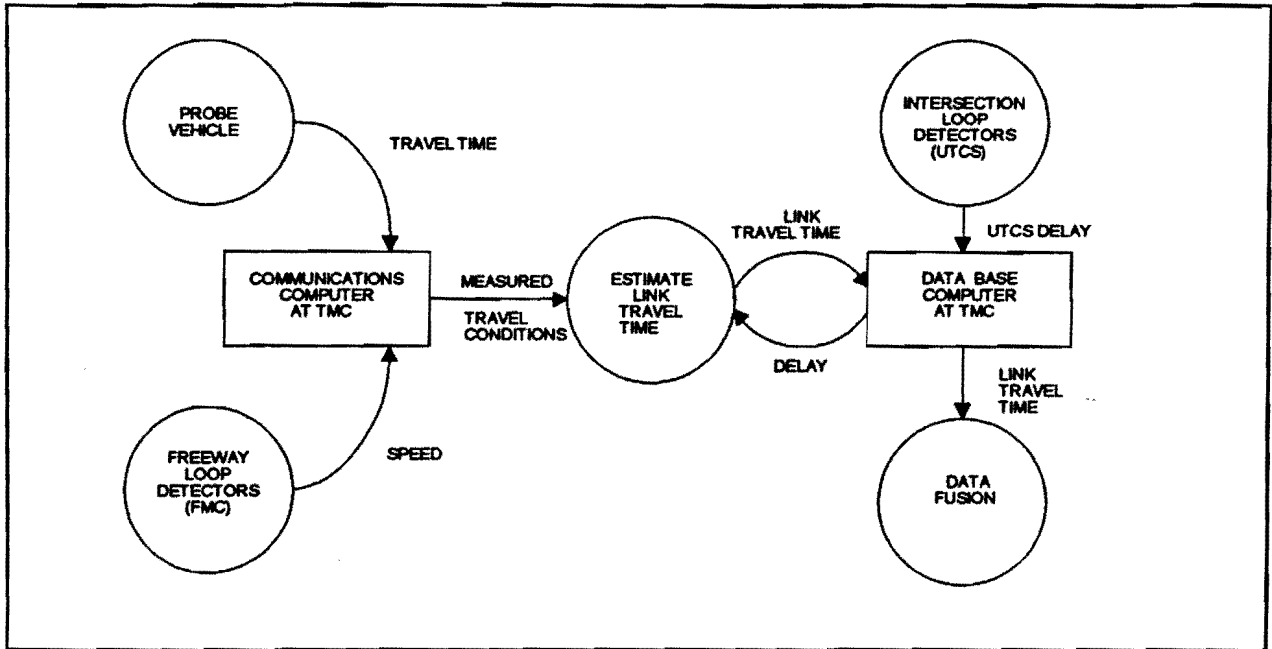 PROBE
VEHICLE
TRAVEL TIME
COMMUNICATIONS
COMPUTER
AT TMC
SPEED
FREEWAY
LOOP
DETECTORS
(FMC)
MEASURED
TRAVEL
CONDITIONS
ESTIMATE
LINK
TRAVEL
TIME
LINK
TRAVEL TIME
DELAY
INTERSECTION
LOOP
DETECTORS
(UTCS)
UTCS DELAY
DATA BASE
COMPUTER
AT TMC
LINK
TRAVEL
TIME
DATA
FUSION